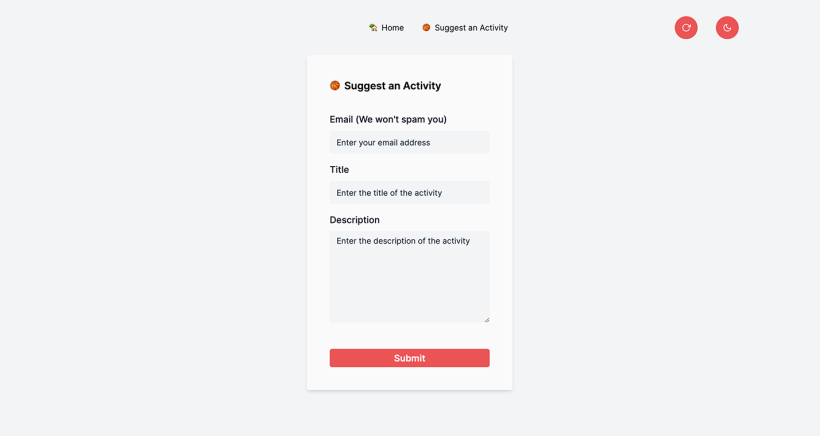 Home
Suggest an Activity
Suggest an Activity
Email (We won't spam you)
Enter your email address
Title
Enter the title of the activity
Description
Enter the description of the activity
Submit